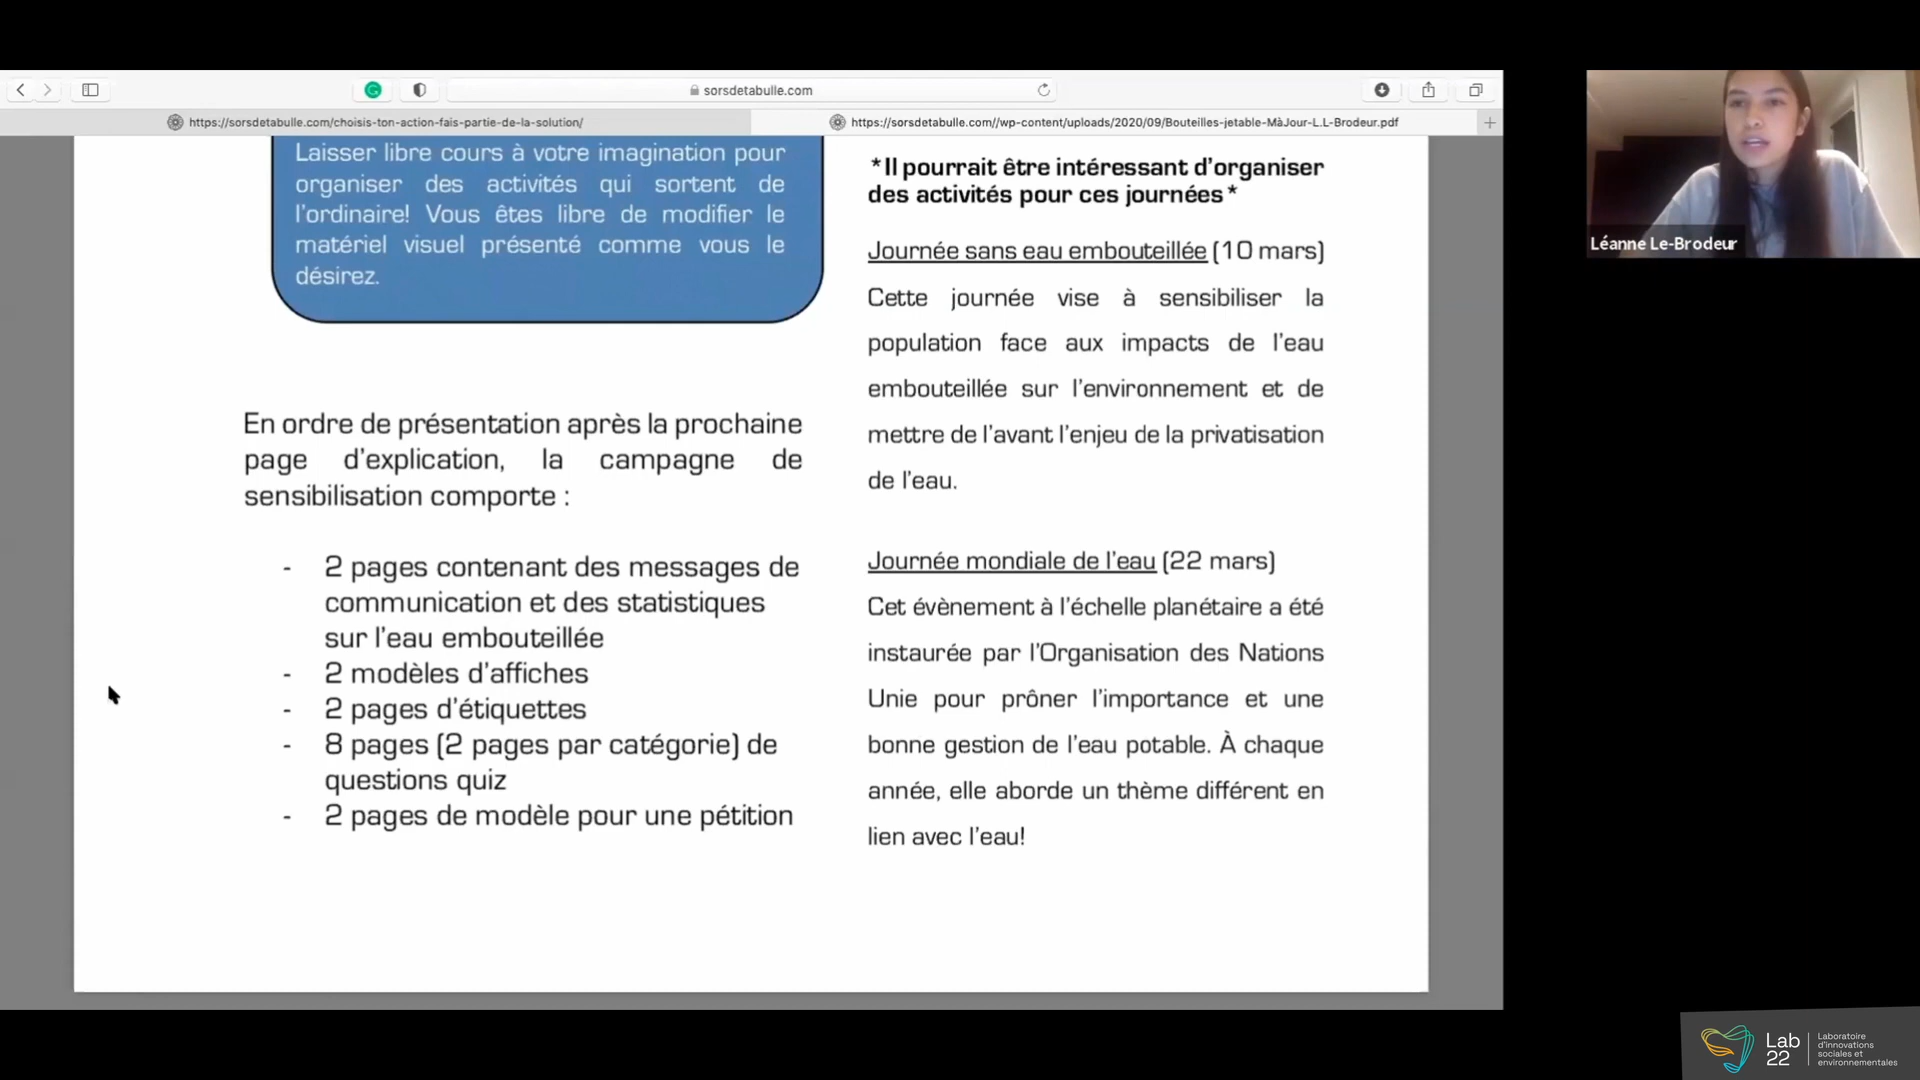 sorsdetabulle.com
https://sorsdetabulle.com/choisis-ton-action-fais-partie-de-la-solution/
https://sorsdetabulle.com//wp-content/uploads/2020/09/Bouteilles-jetable-MàJour-L.L-Brodeur.pdf
Laisser libre cours à votre imagination pour
organiser des activités qui sortent de
l'ordinaire! Vous êtes libre de modifier le
matériel visuel présenté comme vous le
désirez.
En ordre de présentation après la prochaine
page d'explication, la campagne de
sensibilisation comporte :
- 2 pages contenant des messages de
communication et des statistiques
sur l'eau embouteillée
- 2 modèles d'affiches
- 2 pages d'étiquettes
- 8 pages (2 pages par catégorie) de
questions quiz
- 2 pages de modèle pour une pétition
*Il pourrait être intéressant d'organiser
des activités pour ces journées*
Journée sans eau embouteillée (10 mars)
Cette journée vise à sensibiliser la
population face aux impacts de l'eau
embouteillée sur l'environnement et de
mettre de l'avant l'enjeu de la privatisation
de l'eau.
Journée mondiale de l'eau (22 mars)
Cet évènement à l'échelle planétaire a été
instaurée par l'Organisation des Nations
Unie pour prôner l'importance et une
bonne gestion de l'eau potable. À chaque
année, elle aborde un thème différent en
lien avec l'eau!
Léanne Le-Brodeur
Lab
22
Laboratoire
d'innovations
sociales et
environnementales